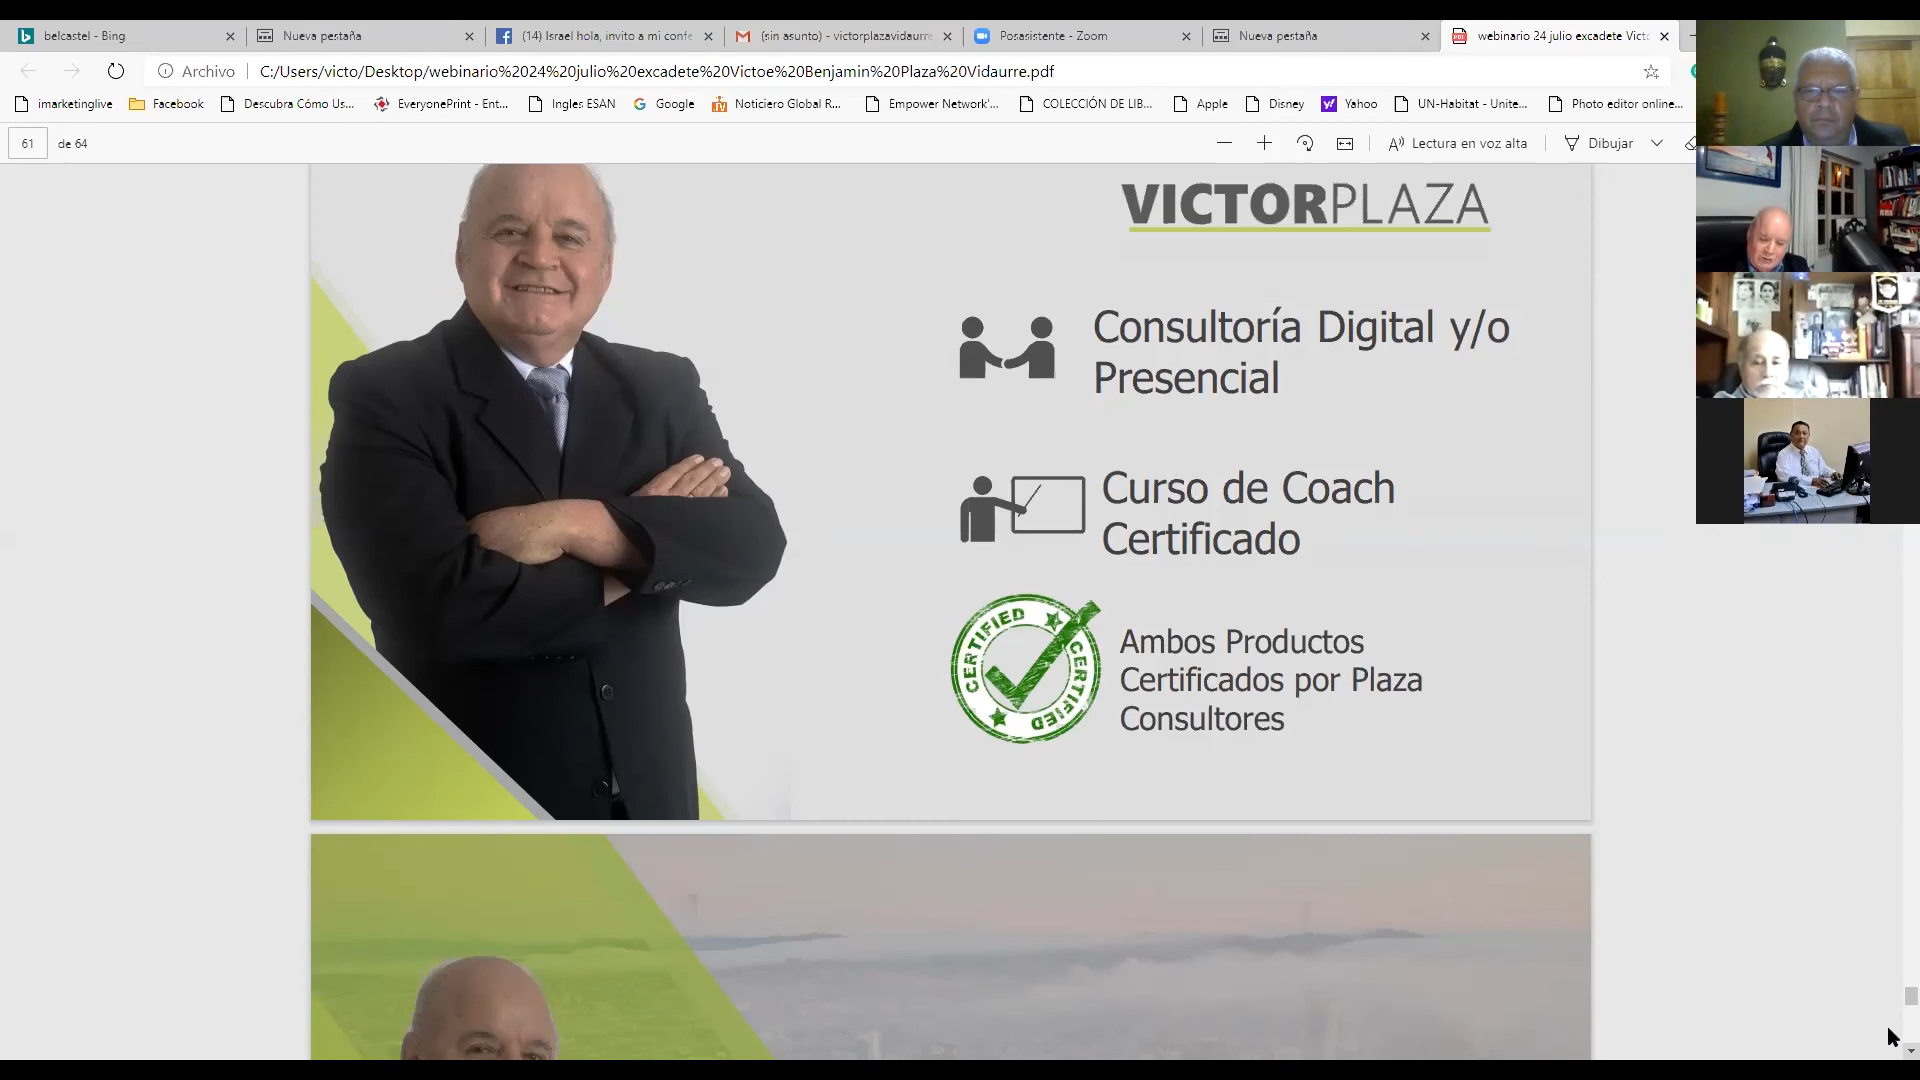 belcastel - Bing
Nueva pestaña
(14) Israel hola, invito a mi confe
(sin asunto) - victorplazavidaurre
Posasistente - Zoom
Nueva pestaña
webinario 24 julio excadete Victo
Archivo
C:/Users/victo/Desktop/webinario%2024%20julio%20excadete%20Victoe%20Benjamin%20Plaza%20Vidaurre.pdf
imarketinglive
Facebook
Descubra Cómo Us...
EveryonePrint - Ent...
Ingles ESAN
Google
Noticiero Global R...
Empower Network'...
COLECCIÓN DE LIB...
Apple
Disney
Yahoo
UN-Habitat - Unite...
Photo editor online...
61
de 64
Lectura en voz alta
Dibujar
VICTORPLAZA
Consultoría Digital y/o
Presencial
Curso de Coach
Certificado
CERTIFIED
CERTIFIED
CERTIFIED
Ambos Productos
Certificados por Plaza
Consultores